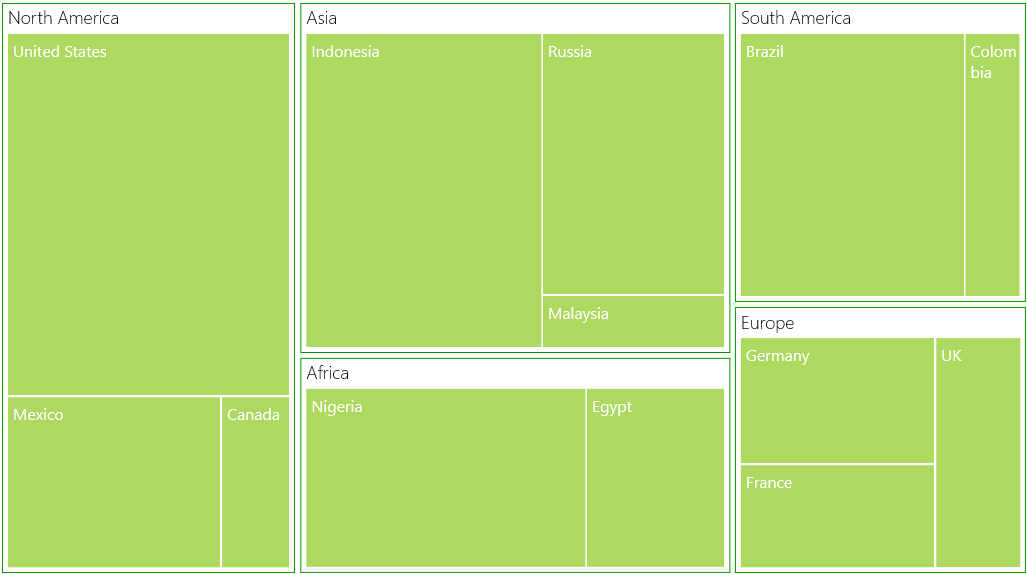 North America
United States
Mexico
Canada
Asia
Indonesia
Russia
Malaysia
Africa
Nigeria
Egypt
South America
Brazil
Colom
bia
Europe
Germany
UK
France